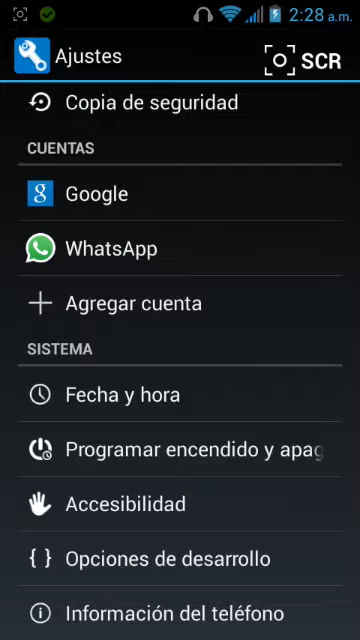 2:28 a.m.
Ajustes
SCR
Copia de seguridad
CUENTAS
Google
WhatsApp
Agregar cuenta
SISTEMA
Fecha y hora
Programar encendido y apag
Accesibilidad
Opciones de desarrollo
Información del teléfono